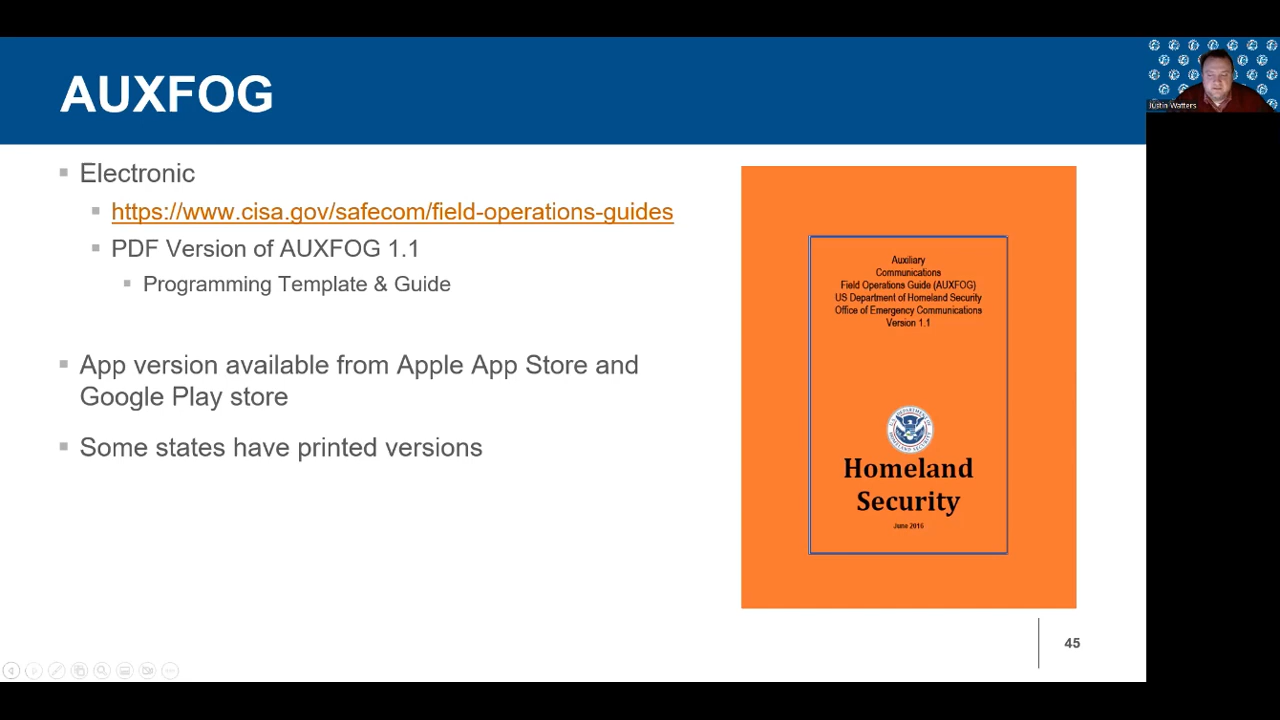 AUXFOG
Electronic
https://www.cisa.gov/safecom/field-operations-guides
PDF Version of AUXFOG 1.1
Programming Template & Guide
App version available from Apple App Store and
Google Play store
Some states have printed versions
Auxiliary
Communications
Field Operations Guide (AUXFOG)
US Department of Homeland Security
Office of Emergency Communications
Version 1.1
Homeland
Security
June 2016
45
Justin Watters